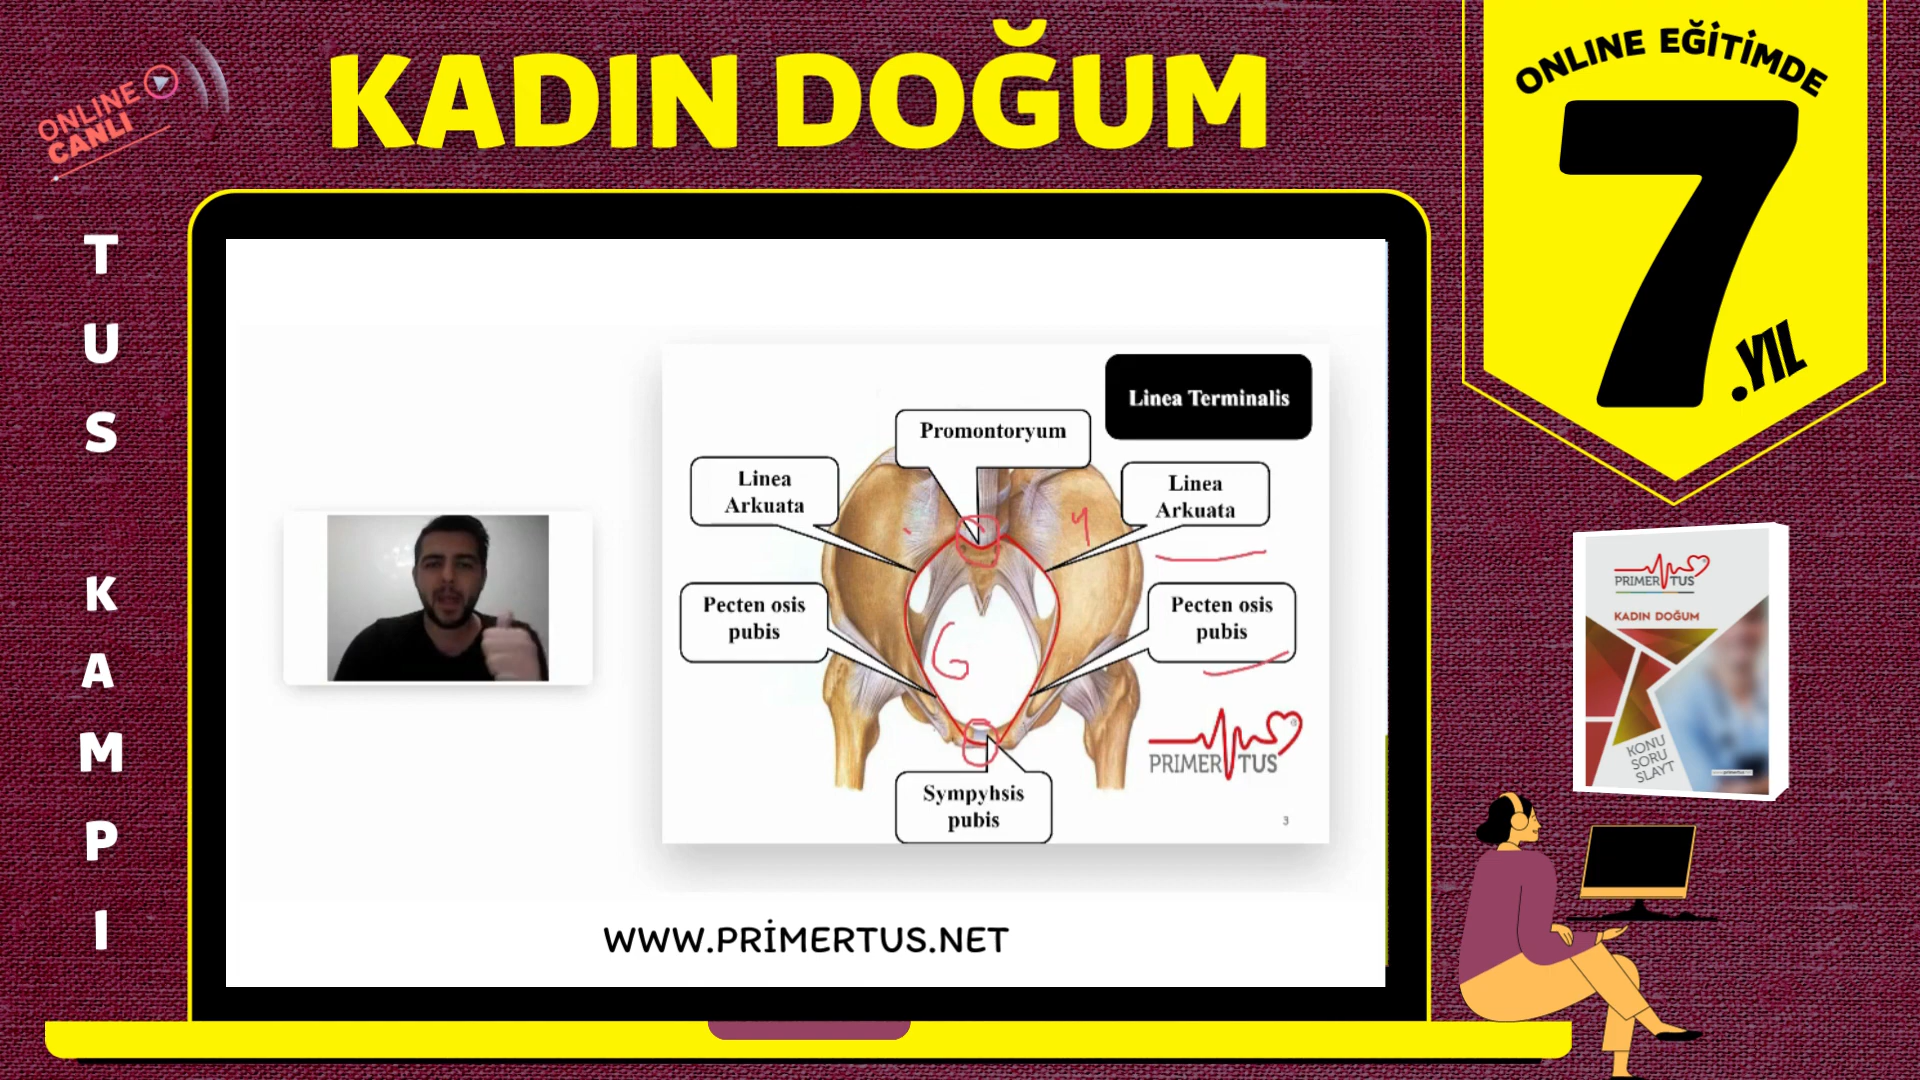 ONLINE
CANLI
KADIN DOĞUM
ONLINE EĞİTİMDE
7
.YIL
TUS KAMPI
Linea Terminalis
Promontoryum
Linea
Arkuata
Linea
Arkuata
Pecten osis
pubis
Pecten osis
pubis
Sympyhsis
pubis
PRIMER TUS
3
WWW.PRİMERTUS.NET
PRIMER TUS
KADIN DOĞUM
KONU
SORU
SLAYT